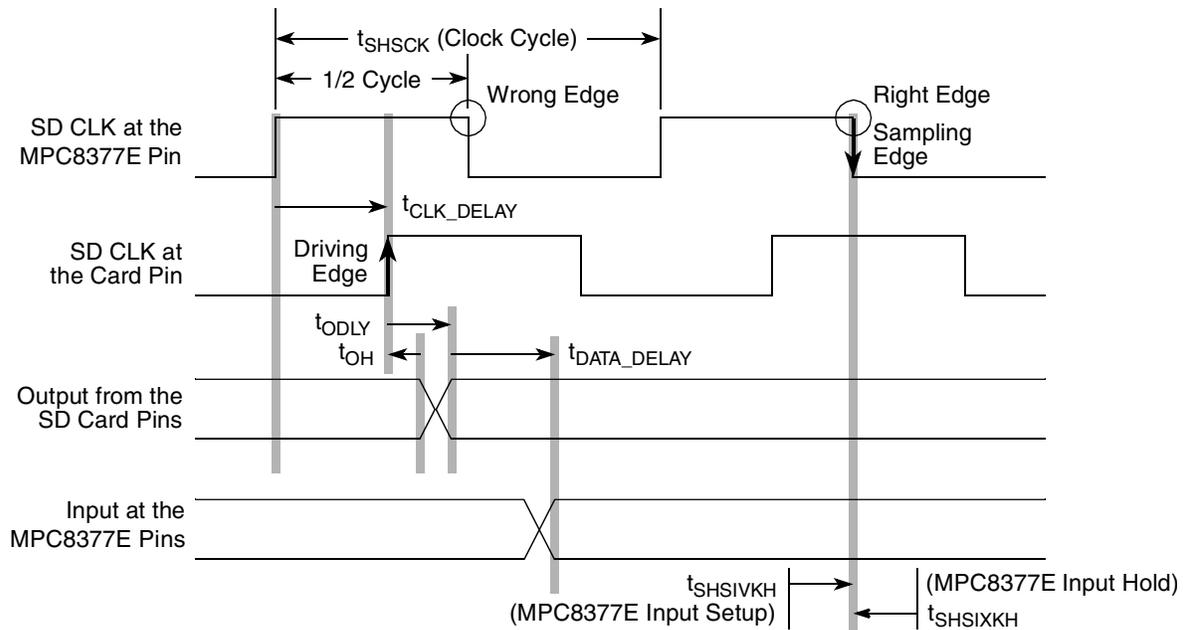 tSHSCK (Clock Cycle)
1/2 Cycle
Wrong Edge
Right Edge
SD CLK at the
MPC8377E Pin
Sampling
Edge
tCLK_DELAY
SD CLK at
the Card Pin
Driving
Edge
tODLY
tOH
tDATA_DELAY
Output from the
SD Card Pins
Input at the
MPC8377E Pins
tSHSIVKH
(MPC8377E Input Setup)
(MPC8377E Input Hold)
tSHSIXKH